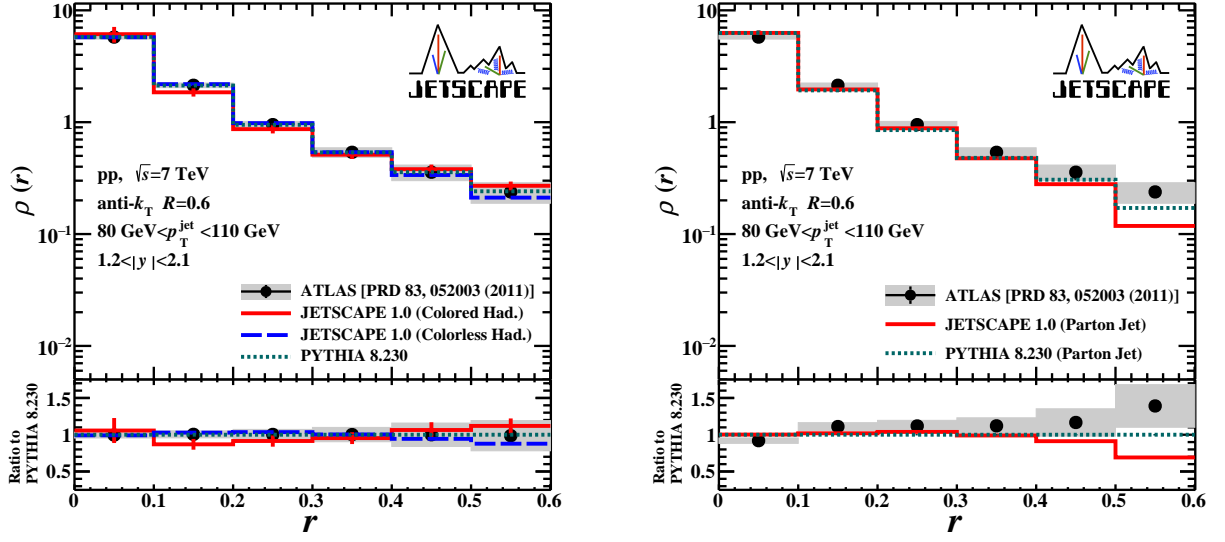 10
1
10⁻¹
10⁻²
ρ (r)
JETSCAPE
pp, √s=7 TeV
anti-k_T R=0.6
80 GeV<p_T^jet <110 GeV
1.2<|y|<2.1
ATLAS [PRD 83, 052003 (2011)]
JETSCAPE 1.0 (Colored Had.)
JETSCAPE 1.0 (Colorless Had.)
PYTHIA 8.230
Ratio to
PYTHIA 8.230
1.5
1
0.5
0 0.1 0.2 0.3 0.4 0.5 0.6
r
10
1
10⁻¹
10⁻²
ρ (r)
JETSCAPE
pp, √s=7 TeV
anti-k_T R=0.6
80 GeV<p_T^jet <110 GeV
1.2<|y|<2.1
ATLAS [PRD 83, 052003 (2011)]
JETSCAPE 1.0 (Parton Jet)
PYTHIA 8.230 (Parton Jet)
Ratio to
PYTHIA 8.230
1.5
1
0.5
0 0.1 0.2 0.3 0.4 0.5 0.6
r